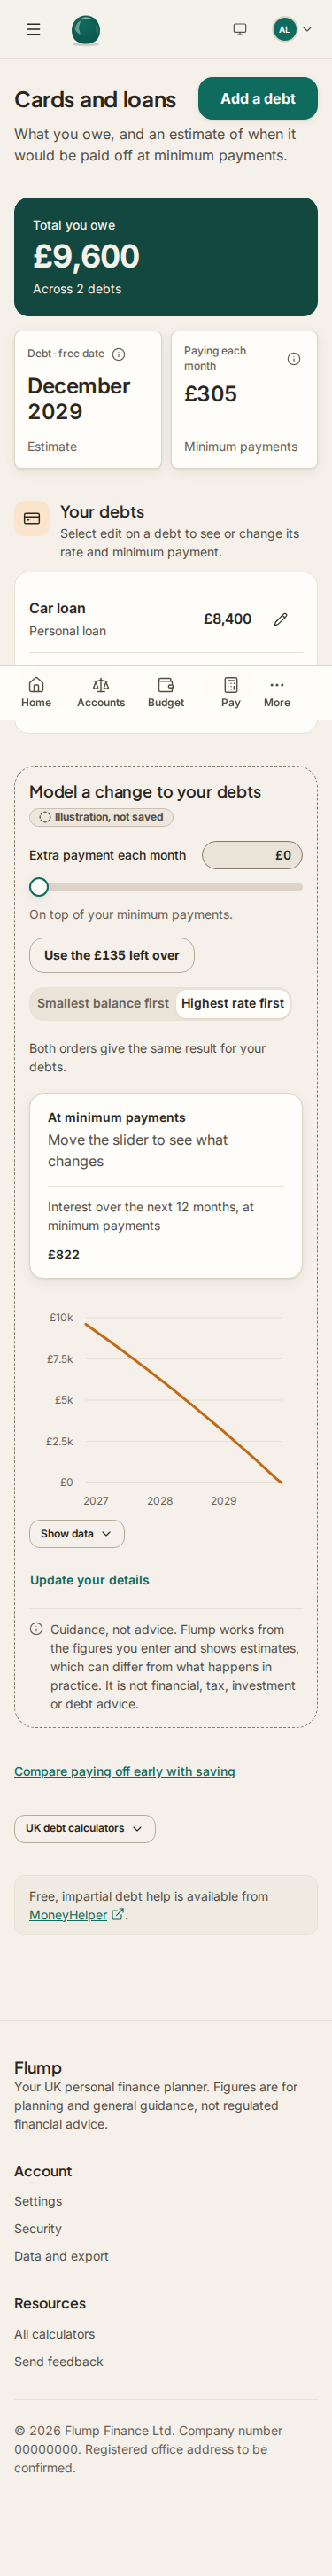 AL
Cards and loans
Add a debt
What you owe, and an estimate of when it
would be paid off at minimum payments.
Total you owe
£9,600
Across 2 debts
Debt-free date
December
2029
Estimate
Paying each
month
£305
Minimum payments
Your debts
Select edit on a debt to see or change its
rate and minimum payment.
Car loan
£8,400
Personal loan
Home
Accounts
Budget
Pay
More
Model a change to your debts
Illustration, not saved
Extra payment each month
£0
On top of your minimum payments.
Use the £135 left over
Smallest balance first
Highest rate first
Both orders give the same result for your
debts.
At minimum payments
Move the slider to see what
changes
Interest over the next 12 months, at
minimum payments
£822
£10k
£7.5k
£5k
£2.5k
£0
2027
2028
2029
Show data
Update your details
Guidance, not advice. Flump works from
the figures you enter and shows estimates,
which can differ from what happens in
practice. It is not financial, tax, investment
or debt advice.
Compare paying off early with saving
UK debt calculators
Free, impartial debt help is available from
MoneyHelper .
Flump
Your UK personal finance planner. Figures are for
planning and general guidance, not regulated
financial advice.
Account
Settings
Security
Data and export
Resources
All calculators
Send feedback
© 2026 Flump Finance Ltd. Company number
00000000. Registered office address to be
confirmed.